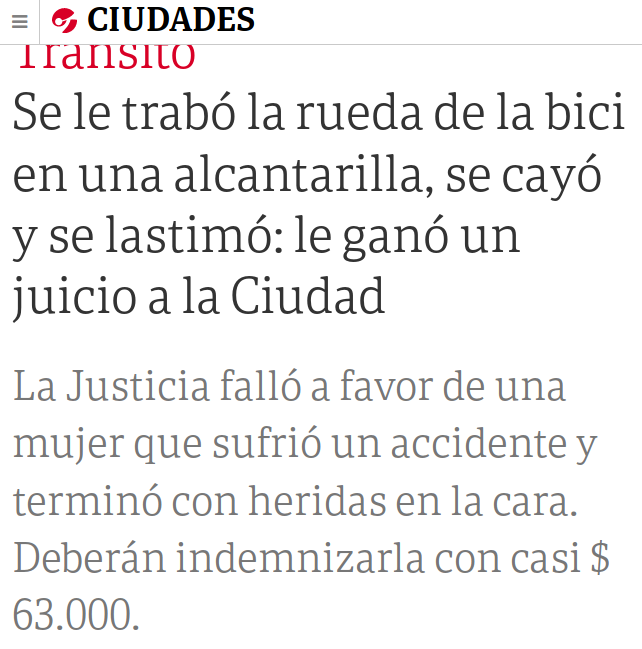 CIUDADES
Tránsito
Se le trabó la rueda de la bici
en una alcantarilla, se cayó
y se lastimó: le ganó un
juicio a la Ciudad
La Justicia falló a favor de una
mujer que sufrió un accidente y
terminó con heridas en la cara.
Deberán indemnizarla con casi $
63.000.